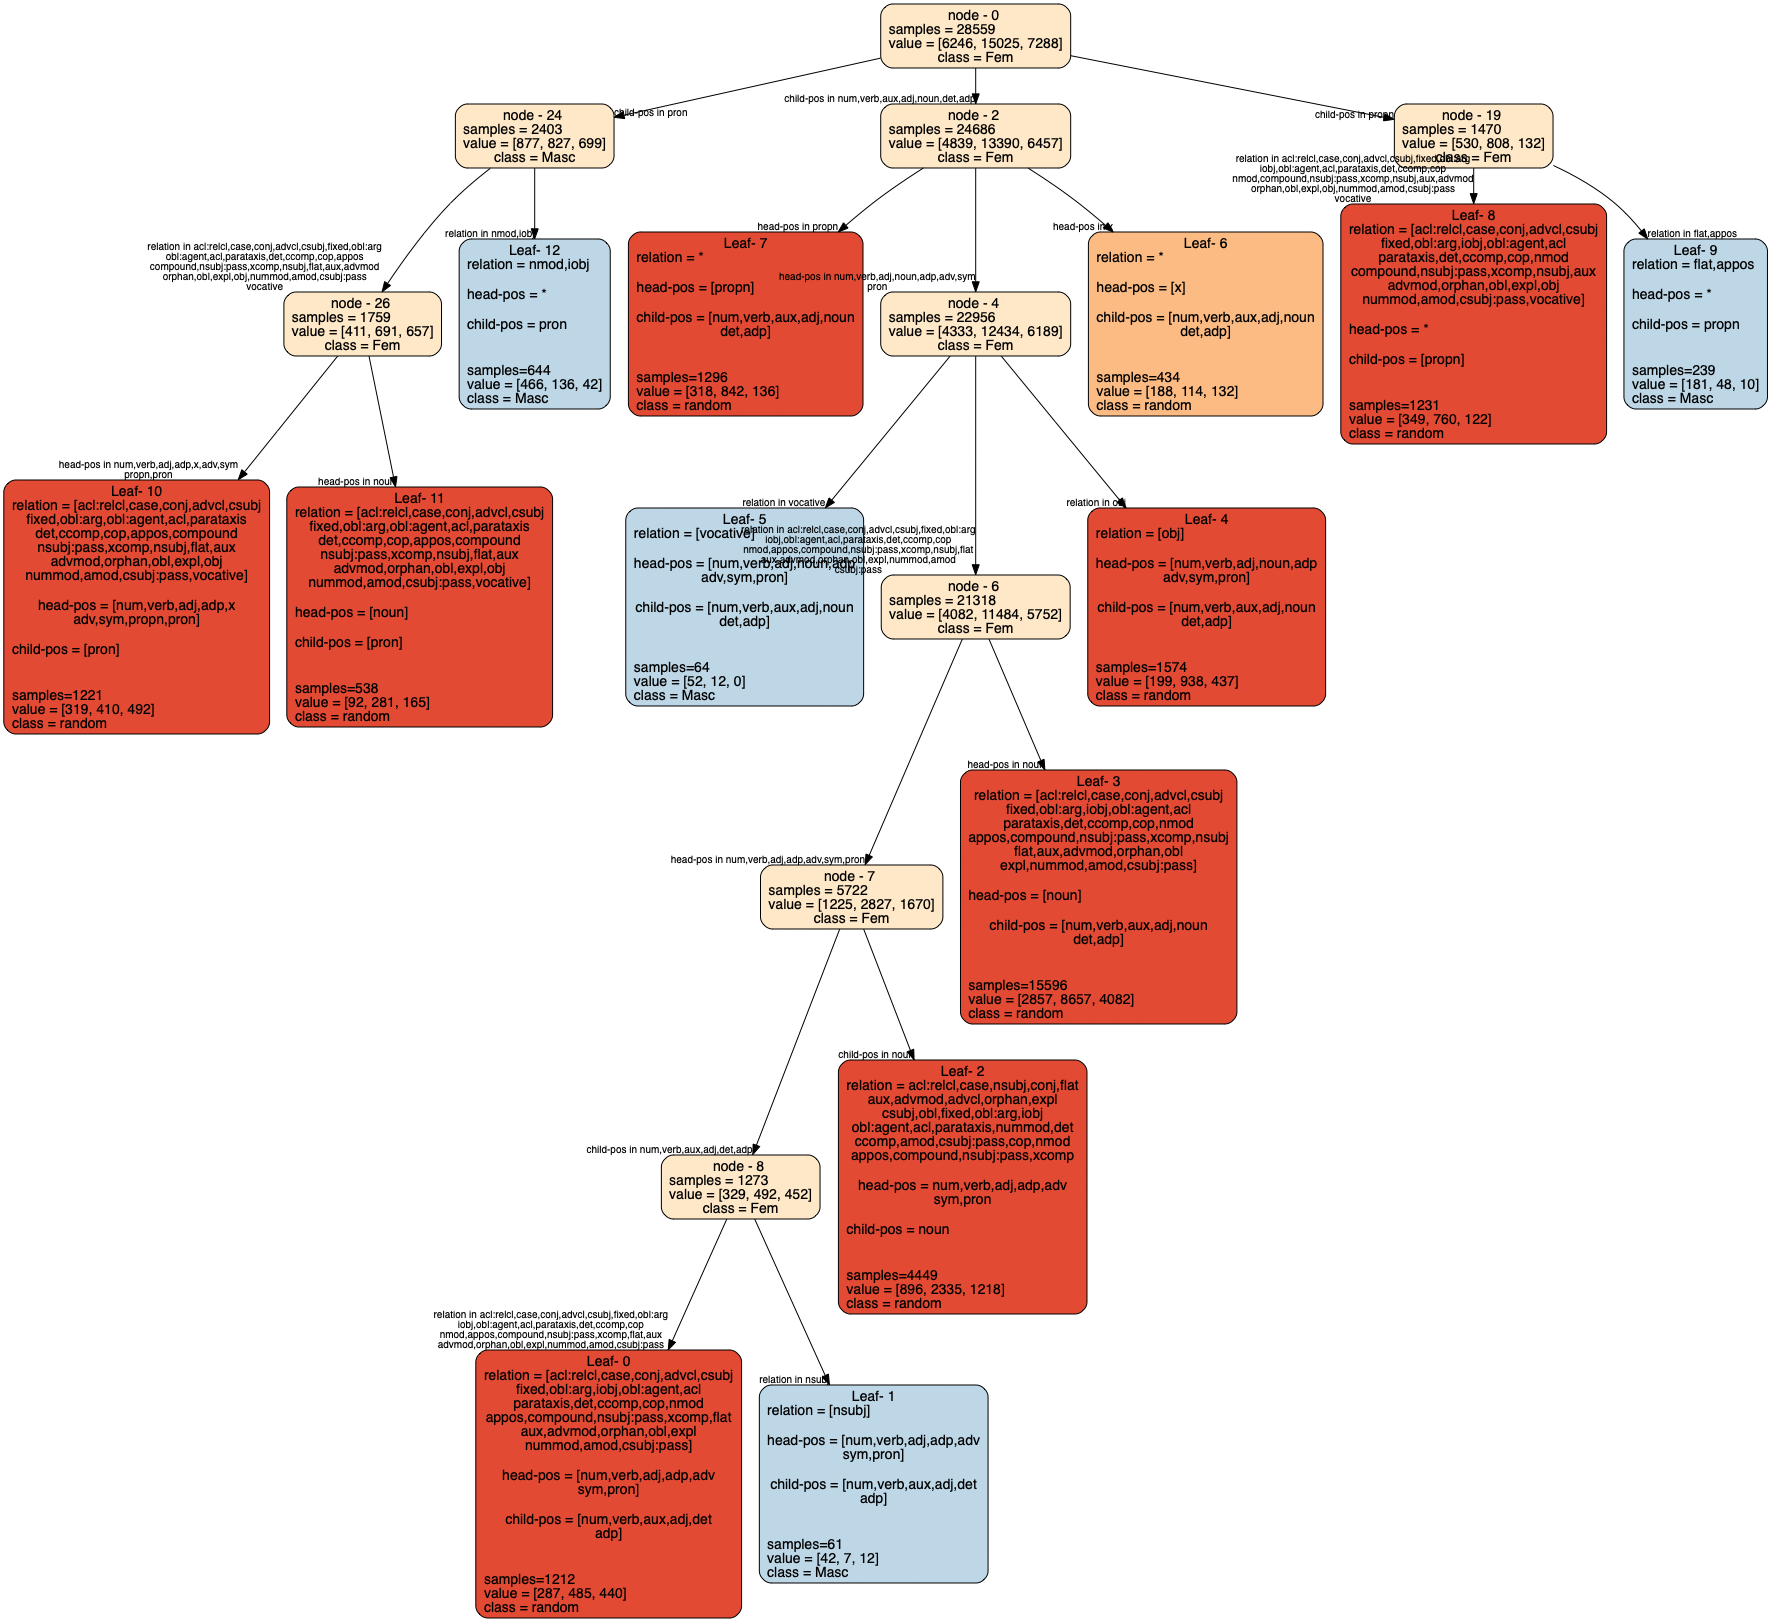 node - 0
samples = 28559
value = [6246, 15025, 7288]
class = Fem
child-pos in pron
node - 24
samples = 2403
value = [877, 827, 699]
class = Masc
child-pos in num,verb,aux,adj,noun,det,adp
node - 2
samples = 24686
value = [4839, 13390, 6457]
class = Fem
child-pos in propn
node - 19
samples = 1470
value = [530, 808, 132]
class = Fem
relation in acl:relcl,case,conj,advcl,csubj,fixed,obl:arg
obl:agent,acl,parataxis,det,ccomp,cop,appos
compound,nsubj:pass,xcomp,nsubj,flat,aux,advmod
orphan,obl,expl,obj,nummod,amod,csubj:pass
vocative
node - 26
samples = 1759
value = [411, 691, 657]
class = Fem
relation in nmod,iobj
Leaf- 12
relation = nmod,iobj
head-pos = *
child-pos = pron
samples=644
value = [466, 136, 42]
class = Masc
head-pos in propn
Leaf- 7
relation = *
head-pos = [propn]
child-pos = [num,verb,aux,adj,noun
det,adp]
samples=1296
value = [318, 842, 136]
class = random
head-pos in num,verb,adj,noun,adp,adv,sym
pron
node - 4
samples = 22956
value = [4333, 12434, 6189]
class = Fem
head-pos in
Leaf- 6
relation = *
head-pos = [x]
child-pos = [num,verb,aux,adj,noun
det,adp]
samples=434
value = [188, 114, 132]
class = random
relation in acl:relcl,case,conj,advcl,csubj,fixed,obl:arg
iobj,obl:agent,acl,parataxis,det,ccomp,cop
nmod,compound,nsubj:pass,xcomp,nsubj,aux,advmod
orphan,obl,expl,obj,nummod,amod,csubj:pass
vocative
Leaf- 8
relation = [acl:relcl,case,conj,advcl,csubj
fixed,obl:arg,iobj,obl:agent,acl
parataxis,det,ccomp,cop,nmod
compound,nsubj:pass,xcomp,nsubj,aux
advmod,orphan,obl,expl,obj
nummod,amod,csubj:pass,vocative]
head-pos = *
child-pos = [propn]
samples=1231
value = [349, 760, 122]
class = random
relation in flat,appos
Leaf- 9
relation = flat,appos
head-pos = *
child-pos = propn
samples=239
value = [181, 48, 10]
class = Masc
head-pos in num,verb,adj,adp,x,adv,sym
propn,pron
Leaf- 10
relation = [acl:relcl,case,conj,advcl,csubj
fixed,obl:arg,obl:agent,acl,parataxis
det,ccomp,cop,appos,compound
nsubj:pass,xcomp,nsubj,flat,aux
advmod,orphan,obl,expl,obj
nummod,amod,csubj:pass,vocative]
head-pos = [num,verb,adj,adp,x
adv,sym,propn,pron]
child-pos = [pron]
samples=1221
value = [319, 410, 492]
class = random
head-pos in noun
Leaf- 11
relation = [acl:relcl,case,conj,advcl,csubj
fixed,obl:arg,obl:agent,acl,parataxis
det,ccomp,cop,appos,compound
nsubj:pass,xcomp,nsubj,flat,aux
advmod,orphan,obl,expl,obj
nummod,amod,csubj:pass,vocative]
head-pos = [noun]
child-pos = [pron]
samples=538
value = [92, 281, 165]
class = random
relation in vocative
Leaf- 5
relation = [vocative]
head-pos = [num,verb,adj,noun,adp
adv,sym,pron]
child-pos = [num,verb,aux,adj,noun
det,adp]
samples=64
value = [52, 12, 0]
class = Masc
relation in acl:relcl,case,conj,advcl,csubj,fixed,obl:arg
iobj,obl:agent,acl,parataxis,det,ccomp,cop
nmod,appos,compound,nsubj:pass,xcomp,nsubj,flat
aux,advmod,orphan,obl,expl,nummod,amod
csubj:pass
node - 6
samples = 21318
value = [4082, 11484, 5752]
class = Fem
relation in obj
Leaf- 4
relation = [obj]
head-pos = [num,verb,adj,noun,adp
adv,sym,pron]
child-pos = [num,verb,aux,adj,noun
det,adp]
samples=1574
value = [199, 938, 437]
class = random
head-pos in num,verb,adj,adp,adv,sym,pron
node - 7
samples = 5722
value = [1225, 2827, 1670]
class = Fem
head-pos in noun
Leaf- 3
relation = [acl:relcl,case,conj,advcl,csubj
fixed,obl:arg,iobj,obl:agent,acl
parataxis,det,ccomp,cop,nmod
appos,compound,nsubj:pass,xcomp,nsubj
flat,aux,advmod,orphan,obl
expl,nummod,amod,csubj:pass]
head-pos = [noun]
child-pos = [num,verb,aux,adj,noun
det,adp]
samples=15596
value = [2857, 8657, 4082]
class = random
child-pos in num,verb,aux,adj,det,adp
node - 8
samples = 1273
value = [329, 492, 452]
class = Fem
child-pos in noun
Leaf- 2
relation = acl:relcl,case,nsubj,conj,flat
aux,advmod,advcl,orphan,expl
csubj,obl,fixed,obl:arg,iobj
obl:agent,acl,parataxis,nummod,det
ccomp,amod,csubj:pass,cop,nmod
appos,compound,nsubj:pass,xcomp
head-pos = num,verb,adj,adp,adv
sym,pron
child-pos = noun
samples=4449
value = [896, 2335, 1218]
class = random
relation in acl:relcl,case,conj,advcl,csubj,fixed,obl:arg
iobj,obl:agent,acl,parataxis,det,ccomp,cop
nmod,appos,compound,nsubj:pass,xcomp,flat,aux
advmod,orphan,obl,expl,nummod,amod,csubj:pass
Leaf- 0
relation = [acl:relcl,case,conj,advcl,csubj
fixed,obl:arg,iobj,obl:agent,acl
parataxis,det,ccomp,cop,nmod
appos,compound,nsubj:pass,xcomp,flat
aux,advmod,orphan,obl,expl
nummod,amod,csubj:pass]
head-pos = [num,verb,adj,adp,adv
sym,pron]
child-pos = [num,verb,aux,adj,det
adp]
samples=1212
value = [287, 485, 440]
class = random
relation in nsubj
Leaf- 1
relation = [nsubj]
head-pos = [num,verb,adj,adp,adv
sym,pron]
child-pos = [num,verb,aux,adj,det
adp]
samples=61
value = [42, 7, 12]
class = Masc